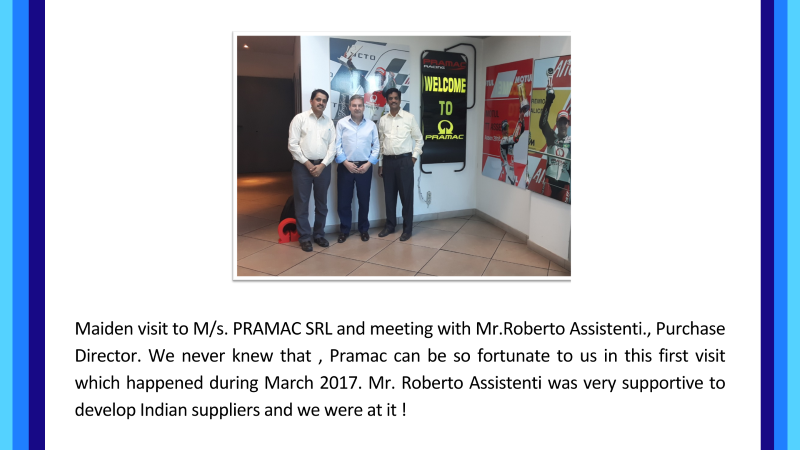 PRAMAC
RACING
WELCOME
TO
PRAMAC
Maiden visit to M/s. PRAMAC SRL and meeting with Mr.Roberto Assistenti., Purchase
Director. We never knew that , Pramac can be so fortunate to us in this first visit
which happened during March 2017. Mr. Roberto Assistenti was very supportive to
develop Indian suppliers and we were at it !